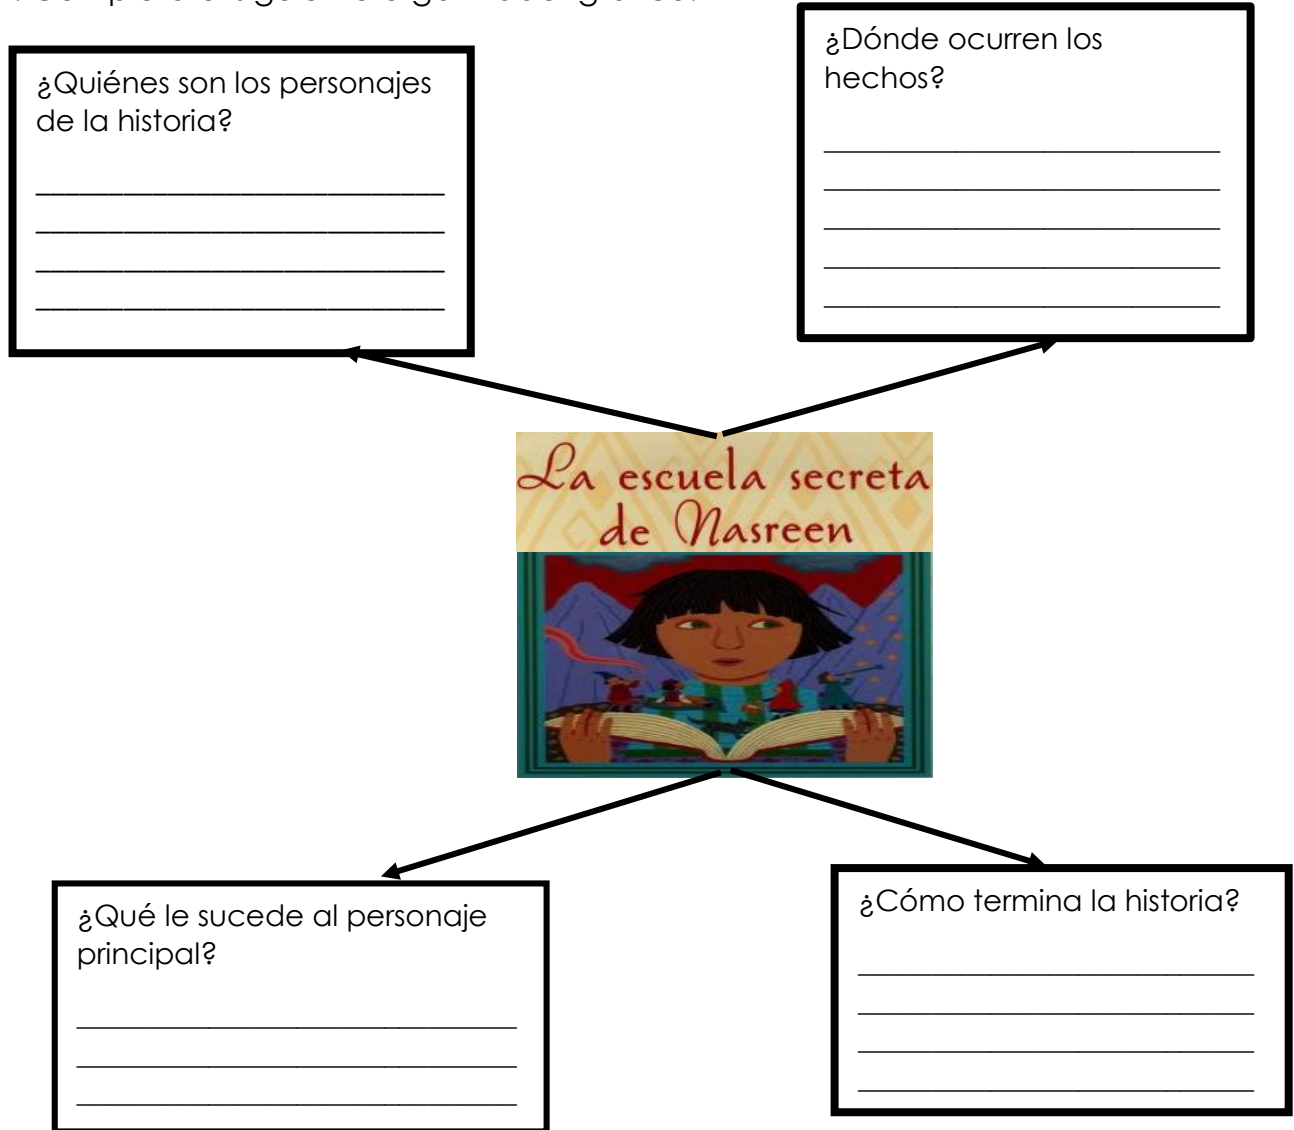 ¿Dónde ocurren los
hechos?
¿Quiénes son los personajes
de la historia?
La escuela secreta
de Nasreen
¿Qué le sucede al personaje
principal?
¿Cómo termina la historia?